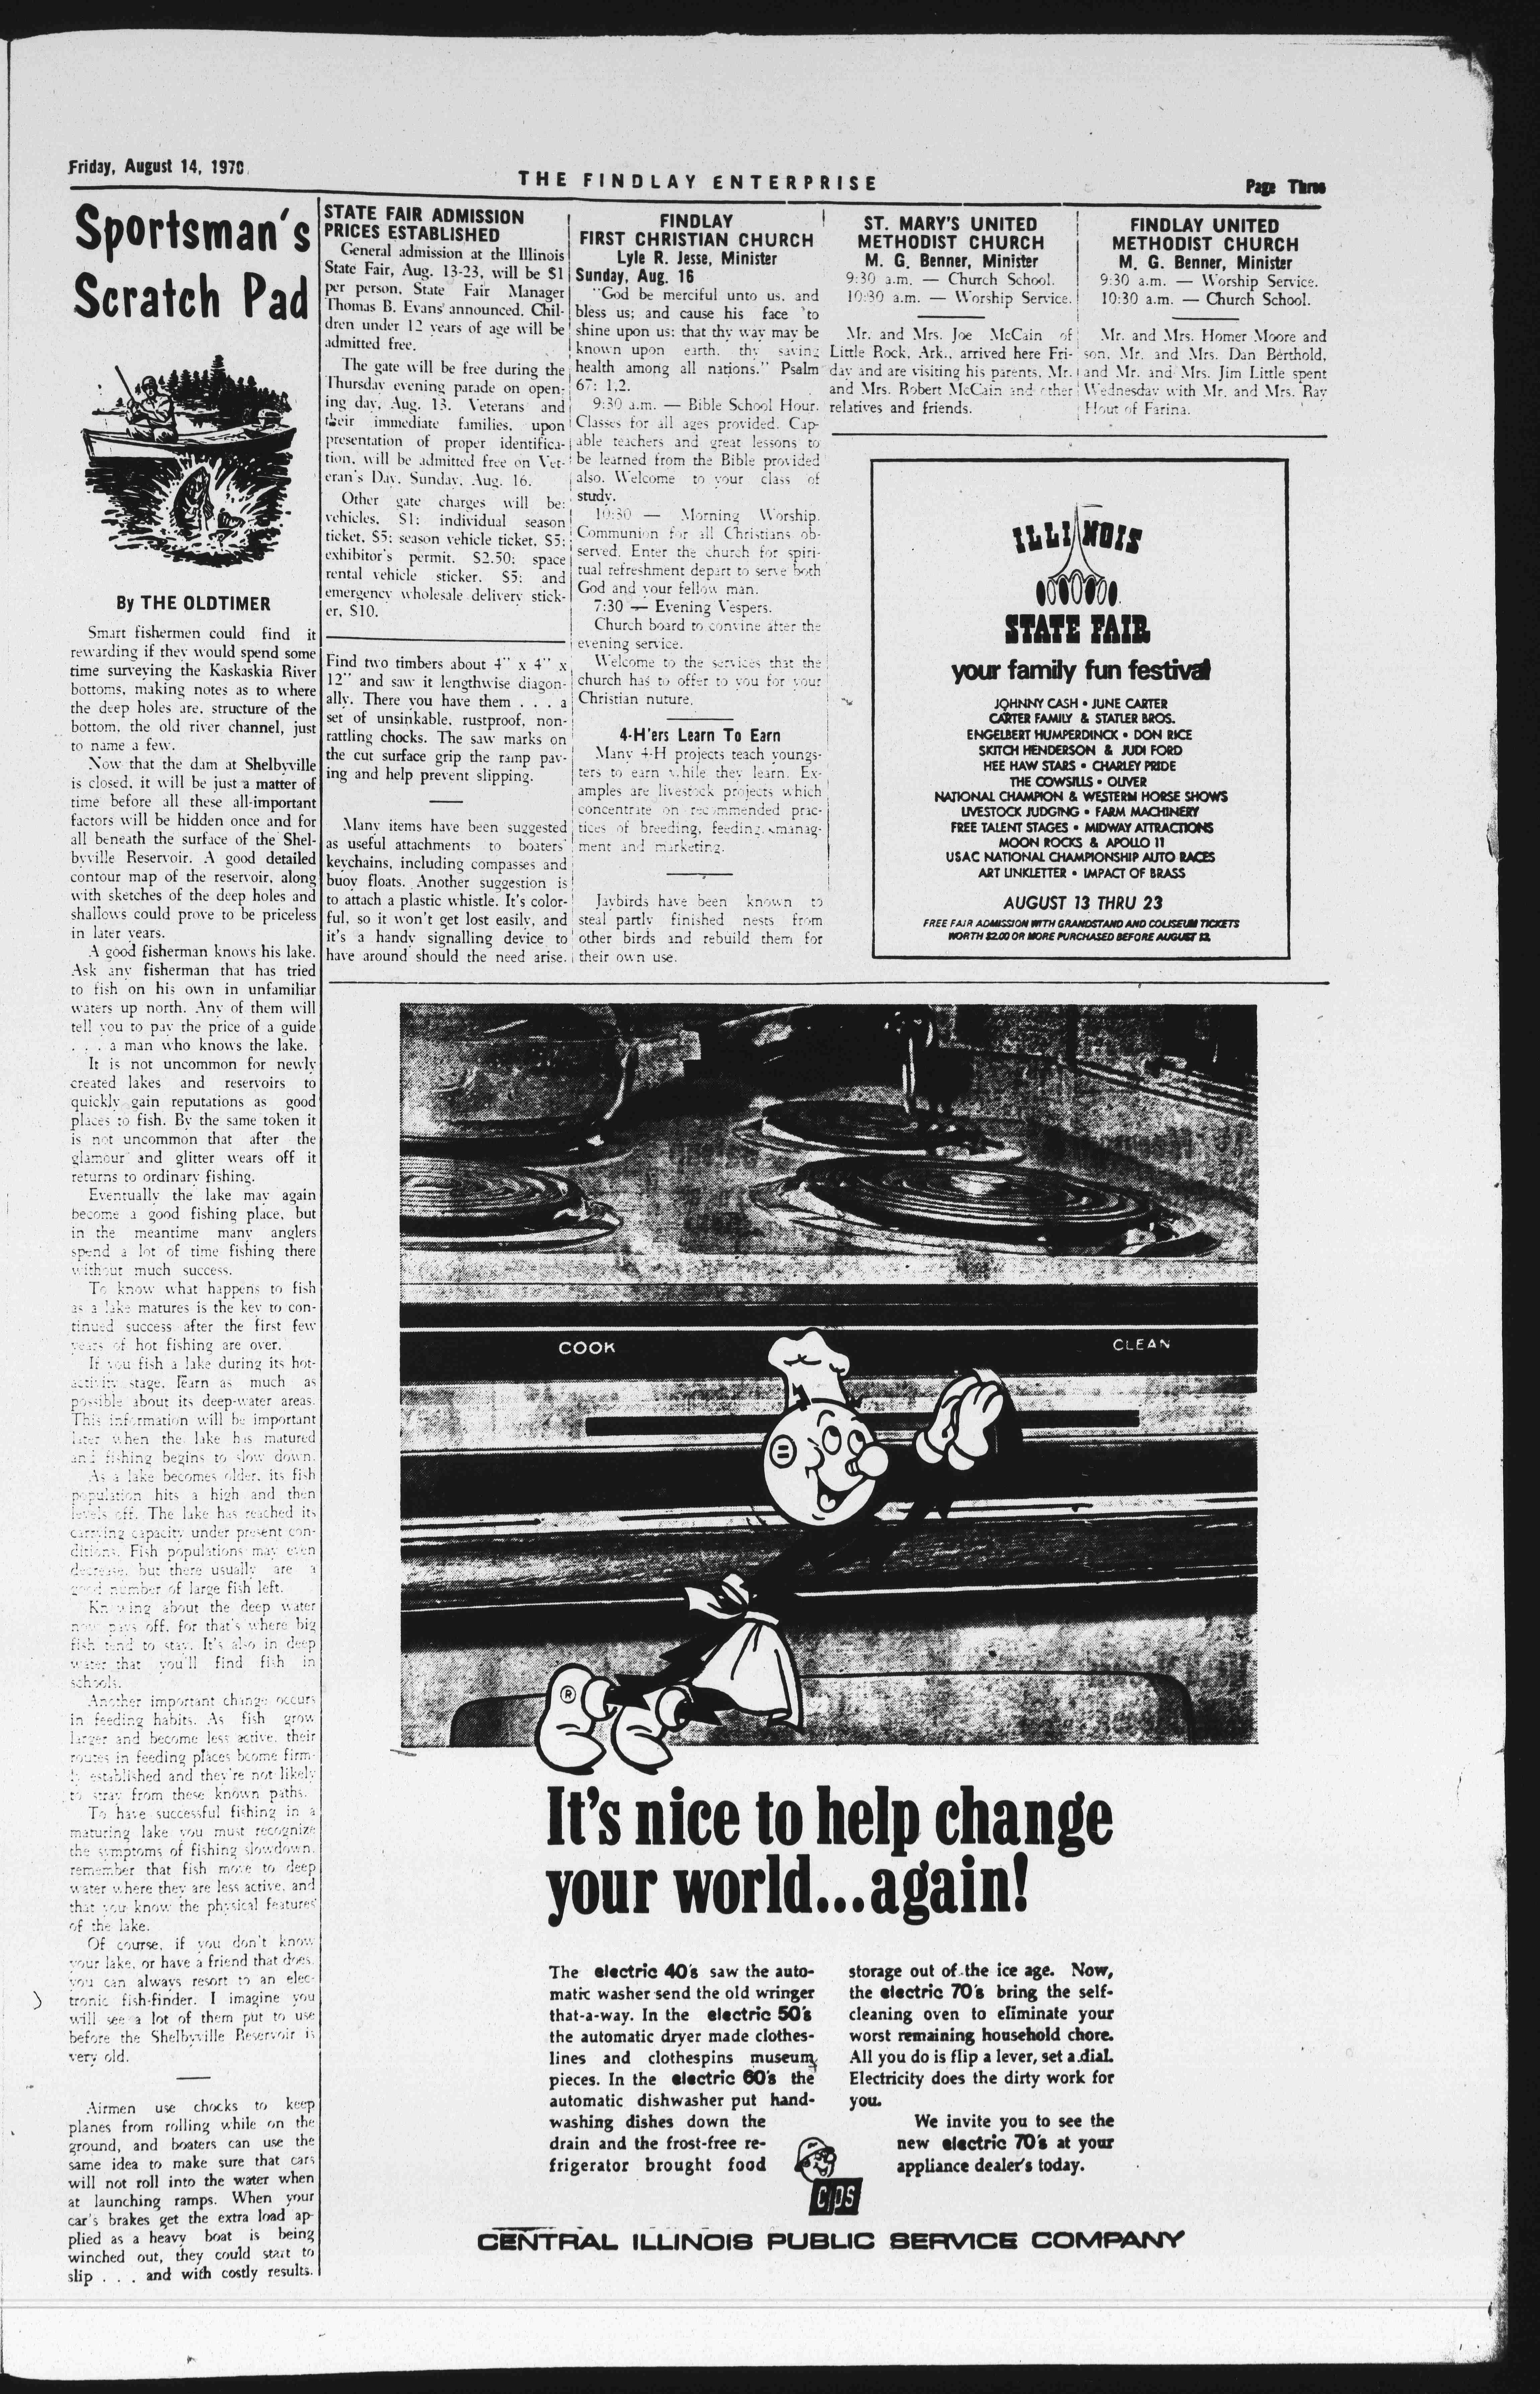 Friday, August 14, 1970
THE FINDLAY ENTERPRISE
Page Three
Sportsman's
Scratch Pad
By THE OLDTIMER
Smart fishermen could find it
rewarding if they would spend some
time surveying the Kaskaskia River
bottoms, making notes as to where
the deep holes are, structure of the
bottom, the old river channel, just
to name a few.
Now that the dam at Shelbyville
is closed, it will be just a matter of
time before all these all-important
factors will be hidden once and for
all beneath the surface of the Shel-
byville Reservoir. A good detailed
contour map of the reservoir, along
with sketches of the deep holes and
shallows could prove to be priceless
in later years.
A good fisherman knows his lake.
Ask any fisherman that has tried
to fish on his own in unfamiliar
waters up north. Any of them will
tell you to pay the price of a guide
. . . a man who knows the lake.
It is not uncommon for newly
created lakes and reservoirs to
quickly gain reputations as good
places to fish. By the same token it
is not uncommon that after the
glamour and glitter wears off it
returns to ordinary fishing.
Eventually the lake may again
become a good fishing place, but
in the meantime many anglers
spend a lot of time fishing there
without much success.
To know what happens to fish
as a lake matures is the key to con-
tinued success after the first few
years of hot fishing are over.
If you fish a lake during its hot-
activity stage, learn as much as
possible about its deep-water areas.
This information will be important
later when the lake has matured
and fishing begins to slow down.
As a lake becomes older, its fish
population hits a high and then
levels off. The lake has reached its
carrying capacity under present con-
ditions. Fish populations may even
decrease, but there usually are a
good number of large fish left.
Knowing about the deep water
now pays off, for that's where big
fish tend to stay. It's also in deep
water that you'll find fish in
schools.
Another important change occurs
in feeding habits. As fish grow
larger and become less active, their
routes in feeding places bcome firm-
ly established and they're not likely
to stray from these known paths.
To have successful fishing in a
maturing lake you must recognize
the symptoms of fishing slowdown,
remember that fish move to deep
water where they are less active, and
that you know the physical features
of the lake.
Of course, if you don't know
your lake, or have a friend that does,
you can always resort to an elec-
tronic fish-finder. I imagine you
will see a lot of them put to use
before the Shelbyville Reservoir is
very old.
Airmen use chocks to keep
planes from rolling while on the
ground, and boaters can use the
same idea to make sure that cars
will not roll into the water when
at launching ramps. When your
car's brakes get the extra load ap-
plied as a heavy boat is being
winched out, they could start to
slip . . . and with costly results.
STATE FAIR ADMISSION
PRICES ESTABLISHED
General admission at the Illinois
State Fair, Aug. 13-23, will be $1
per person, State Fair Manager
Thomas B. Evans announced. Chil-
dren under 12 years of age will be
admitted free.
The gate will be free during the
Thursday evening parade on open-
ing day, Aug. 13. Veterans and
their immediate families, upon
presentation of proper identifica-
tion, will be admitted free on Vet-
eran's Day, Sunday, Aug. 16.
Other gate charges will be:
vehicles, $1; individual season
ticket, $5; season vehicle ticket, $5;
exhibitor's permit, $2.50; space
rental vehicle sticker, $5; and
emergency wholesale delivery stick-
er, $10.
Find two timbers about 4" x 4" x
12" and saw it lengthwise diagon-
ally. There you have them . . . a
set of unsinkable, rustproof, non-
rattling chocks. The saw marks on
the cut surface grip the ramp pav-
ing and help prevent slipping.
Many items have been suggested
as useful attachments to boaters'
keychains, including compasses and
buoy floats. Another suggestion is
to attach a plastic whistle. It's color-
ful, so it won't get lost easily, and
it's a handy signalling device to
have around should the need arise.
FINDLAY
FIRST CHRISTIAN CHURCH
Lyle R. Jesse, Minister
Sunday, Aug. 16
"God be merciful unto us, and
bless us; and cause his face to
shine upon us: that thy way may be
known upon earth, thy saving
health among all nations." Psalm
67: 1,2.
9:30 a.m. — Bible School Hour.
Classes for all ages provided. Cap-
able teachers and great lessons to
be learned from the Bible provided
also. Welcome to your class of
study.
10:30 — Morning Worship.
Communion for all Christians ob-
served. Enter the church for spiri-
tual refreshment depart to serve both
God and your fellow man.
7:30 — Evening Vespers.
Church board to convine after the
evening service.
Welcome to the services that the
church has to offer to you for your
Christian nuture.
4-H'ers Learn To Earn
Many 4-H projects teach youngs-
ters to earn while they learn. Ex-
amples are livestock projects which
concentrate on recommended prac-
tices of breeding, feeding, manag-
ment and marketing.
Jaybirds have been known to
steal partly finished nests from
other birds and rebuild them for
their own use.
ST. MARY'S UNITED
METHODIST CHURCH
M. G. Benner, Minister
9:30 a.m. — Church School.
10:30 a.m. — Worship Service.
Mr. and Mrs. Joe McCain of
Little Rock, Ark., arrived here Fri-
day and are visiting his parents, Mr.
and Mrs. Robert McCain and other
relatives and friends.
FINDLAY UNITED
METHODIST CHURCH
M. G. Benner, Minister
9:30 a.m. — Worship Service.
10:30 a.m. — Church School.
Mr. and Mrs. Homer Moore and
son, Mr. and Mrs. Dan Berthold,
and Mr. and Mrs. Jim Little spent
Wednesday with Mr. and Mrs. Ray
Hout of Farina.
ILLINOIS
STATE FAIR
your family fun festival
JOHNNY CASH • JUNE CARTER
CARTER FAMILY & STATLER BROS.
ENGELBERT HUMPERDINCK • DON RICE
SKITCH HENDERSON & JUDI FORD
HEE HAW STARS • CHARLEY PRIDE
THE COWSILLS • OLIVER
NATIONAL CHAMPION & WESTERN HORSE SHOWS
LIVESTOCK JUDGING • FARM MACHINERY
FREE TALENT STAGES • MIDWAY ATTRACTIONS
MOON ROCKS & APOLLO 11
USAC NATIONAL CHAMPIONSHIP AUTO RACES
ART LINKLETTER • IMPACT OF BRASS
AUGUST 13 THRU 23
FREE FAIR ADMISSION WITH GRANDSTAND AND COLISEUM TICKETS
WORTH $2.00 OR MORE PURCHASED BEFORE AUGUST 13.
COOK
CLEAN
®
It's nice to help change
your world...again!
The electric 40's saw the auto-
matic washer send the old wringer
that-a-way. In the electric 50's
the automatic dryer made clothes-
lines and clothespins museum
pieces. In the electric 60's the
automatic dishwasher put hand-
washing dishes down the
drain and the frost-free re-
frigerator brought food
storage out of the ice age. Now,
the electric 70's bring the self-
cleaning oven to eliminate your
worst remaining household chore.
All you do is flip a lever, set a dial.
Electricity does the dirty work for
you.
We invite you to see the
new electric 70's at your
appliance dealer's today.
CIPS
CENTRAL ILLINOIS PUBLIC SERVICE COMPANY